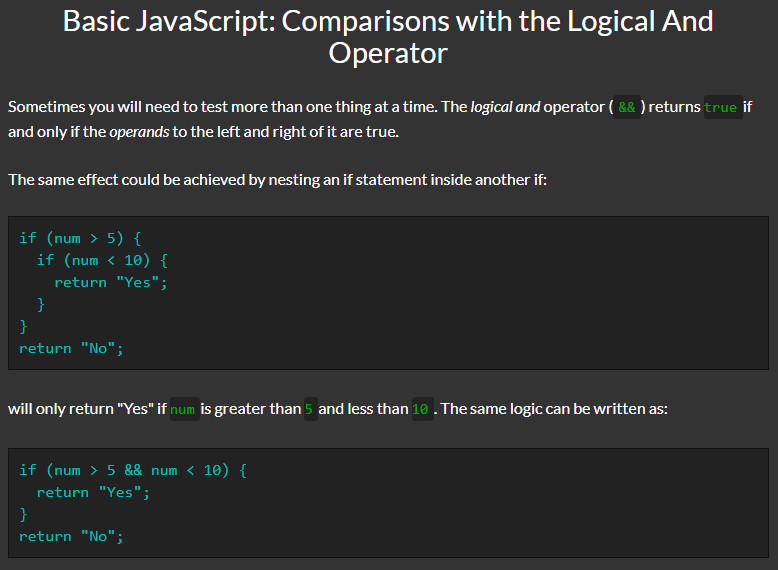 Basic JavaScript: Comparisons with the Logical And
Operator
Sometimes you will need to test more than one thing at a time. The logical and operator ( && ) returns true if
and only if the operands to the left and right of it are true.
The same effect could be achieved by nesting an if statement inside another if:
if (num > 5) {
  if (num < 10) {
    return "Yes";
  }
}
return "No";
will only return "Yes" if num is greater than 5 and less than 10 . The same logic can be written as:
if (num > 5 && num < 10) {
  return "Yes";
}
return "No";